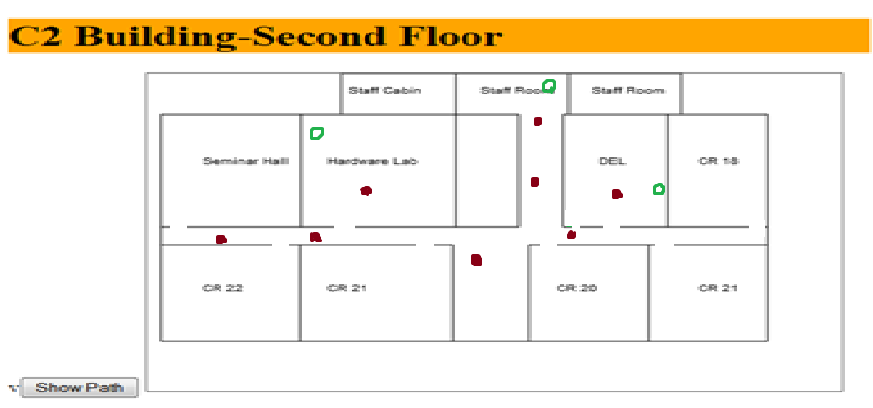 C2 Building-Second Floor
Staff Cabin
Staff Room
Staff Room
Seminar Hall
Hardware Lab
DEL
CR 18
CR 22
CR 21
CR 20
CR 21
Show Path